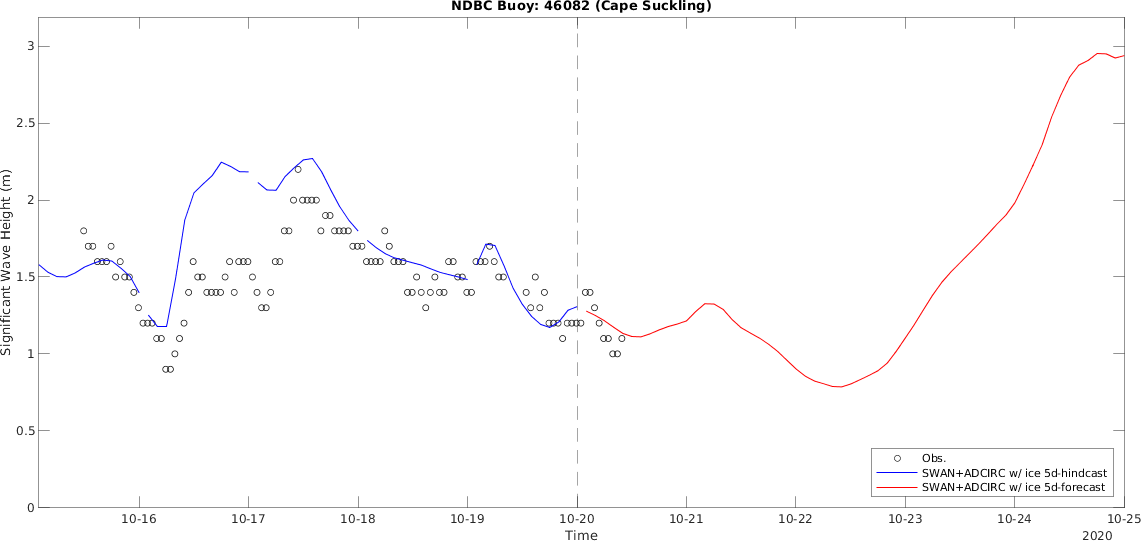 NDBC Buoy: 46082 (Cape Suckling)
3
2.5
2
1.5
1
0.5
0
Significant Wave Height (m)
10-16 10-17 10-18 10-19 10-20 10-21 10-22 10-23 10-24 10-25
Time
2020
Obs.
SWAN+ADCIRC w/ ice 5d-hindcast
SWAN+ADCIRC w/ ice 5d-forecast